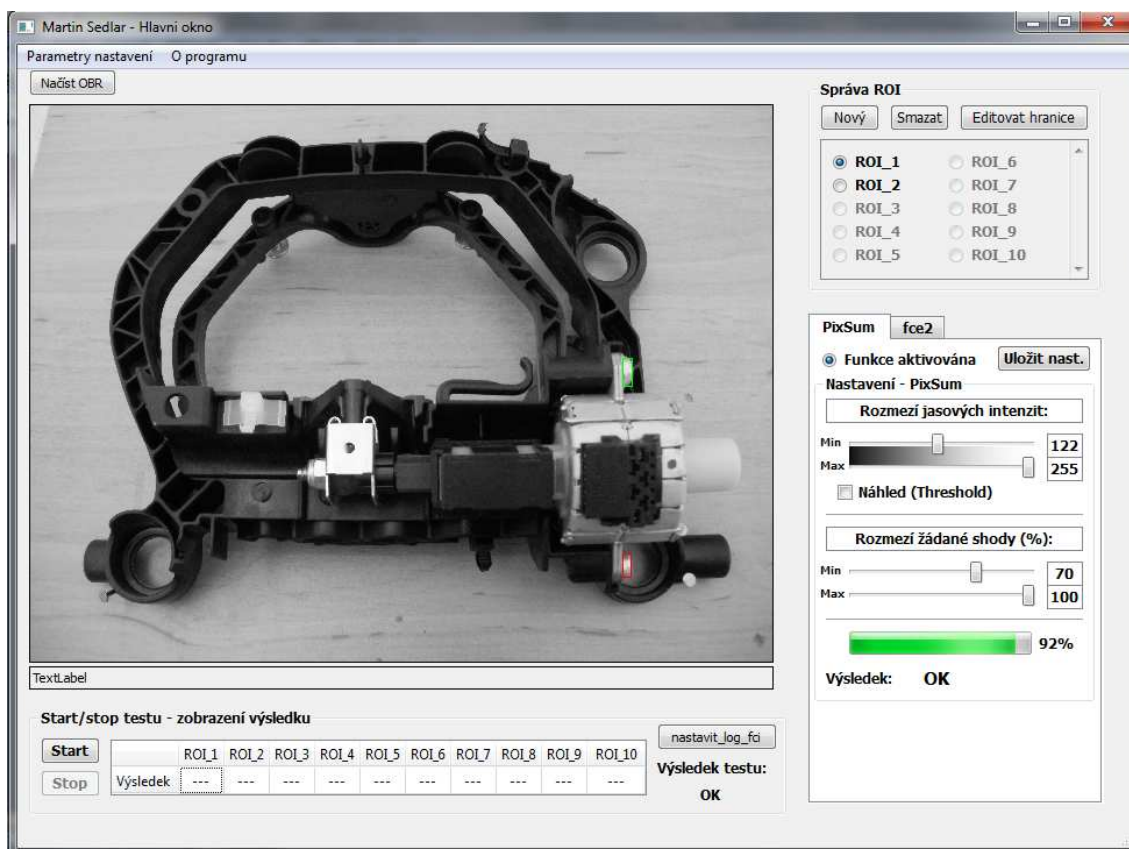 Martin Sedlar - Hlavni okno
Parametry nastavení O programu
Načíst OBR
TextLabel
Start/stop testu - zobrazení výsledku
Start
Stop
ROI_1 ROI_2 ROI_3 ROI_4 ROI_5 ROI_6 ROI_7 ROI_8 ROI_9 ROI_10
Výsledek --- --- --- --- --- --- --- --- --- ---
nastavit_log_fci
Výsledek testu:
OK
Správa ROI
Nový Smazat Editovat hranice
ROI_1 ROI_6
ROI_2 ROI_7
ROI_3 ROI_8
ROI_4 ROI_9
ROI_5 ROI_10
PixSum fce2
Funkce aktivována Uložit nast.
Nastavení - PixSum
Rozmezí jasových intenzit:
Min 122
Max 255
Náhled (Threshold)
Rozmezí žádané shody (%):
Min 70
Max 100
92%
Výsledek: OK